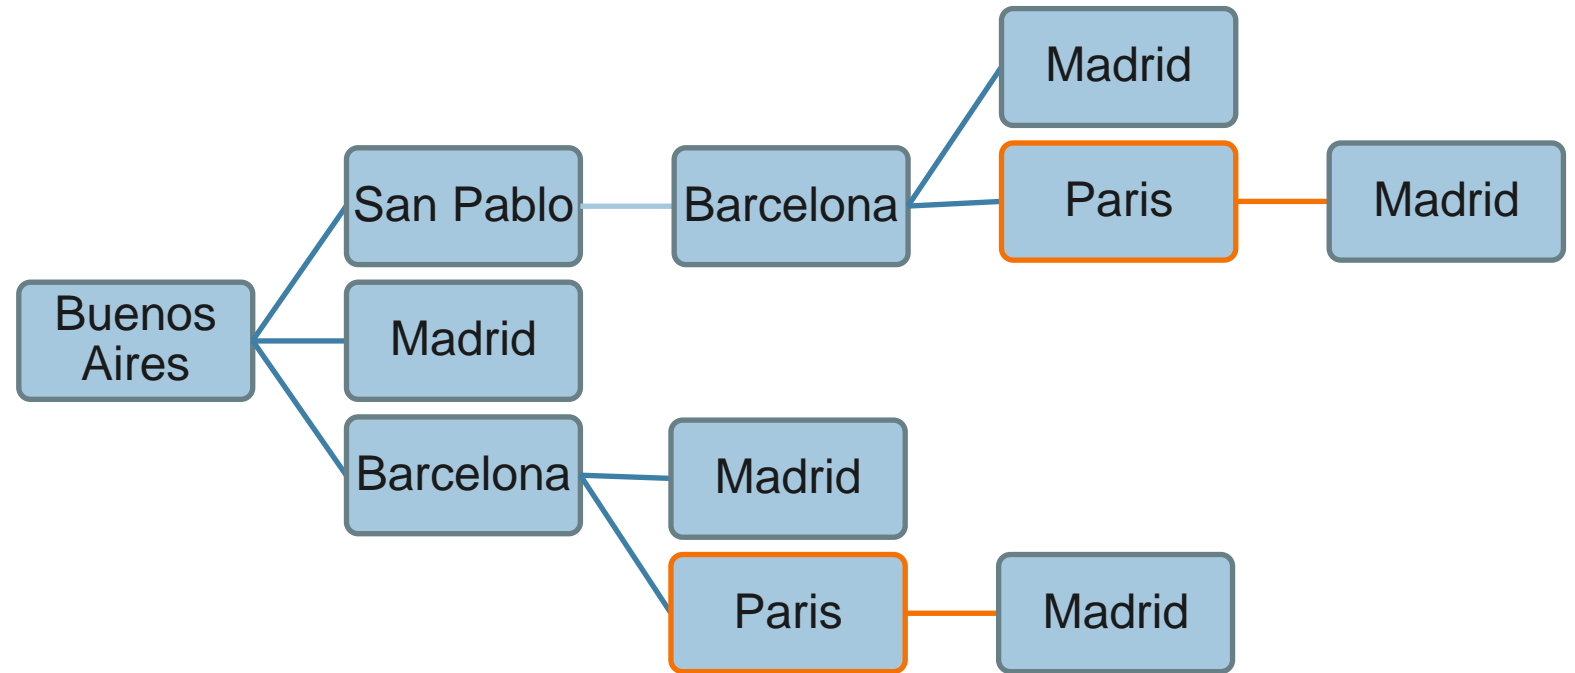 Madrid
San Pablo
Barcelona
Paris
Madrid
Buenos
Aires
Madrid
Barcelona
Madrid
Paris
Madrid